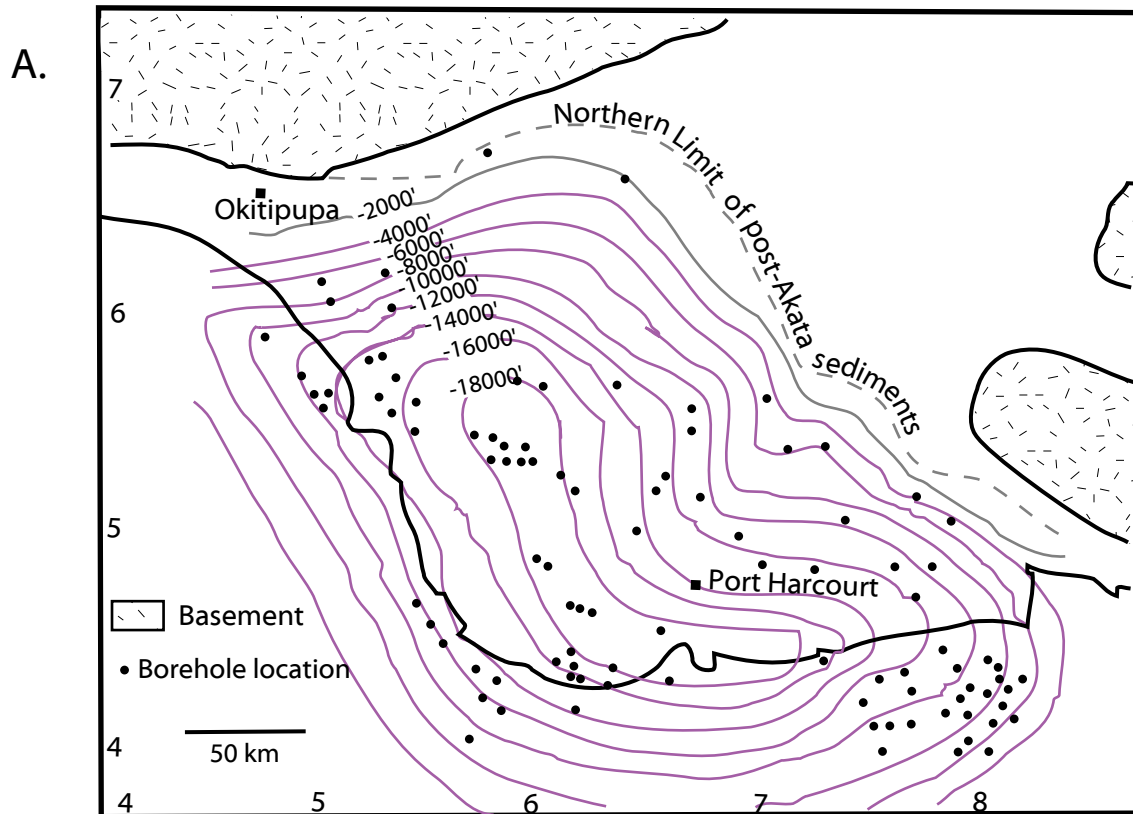 A.
7
Northern Limit of post-Akata sediments
Okitipupa
-2000'
-4000'
-6000'
-8000'
-10000'
-12000'
-14000'
-16000'
-18000'
6
5
Port Harcourt
Basement
Borehole location
50 km
4
4 5 6 7 8